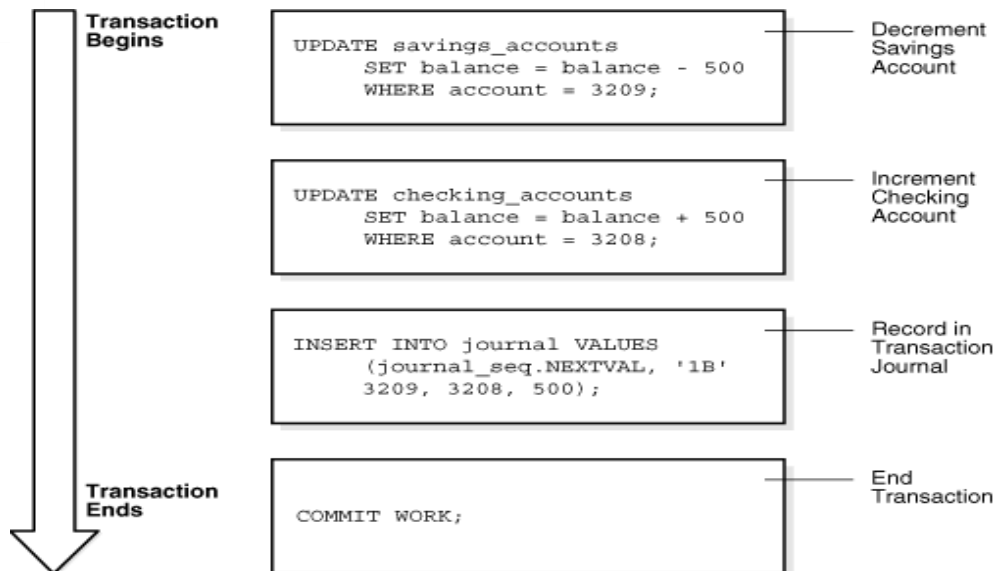 Transaction
Begins
UPDATE savings_accounts
SET balance = balance - 500
WHERE account = 3209;
Decrement
Savings
Account
UPDATE checking_accounts
SET balance = balance + 500
WHERE account = 3208;
Increment
Checking
Account
INSERT INTO journal VALUES
(journal_seq.NEXTVAL, '1B'
3209, 3208, 500);
Record in
Transaction
Journal
Transaction
Ends
COMMIT WORK;
End
Transaction